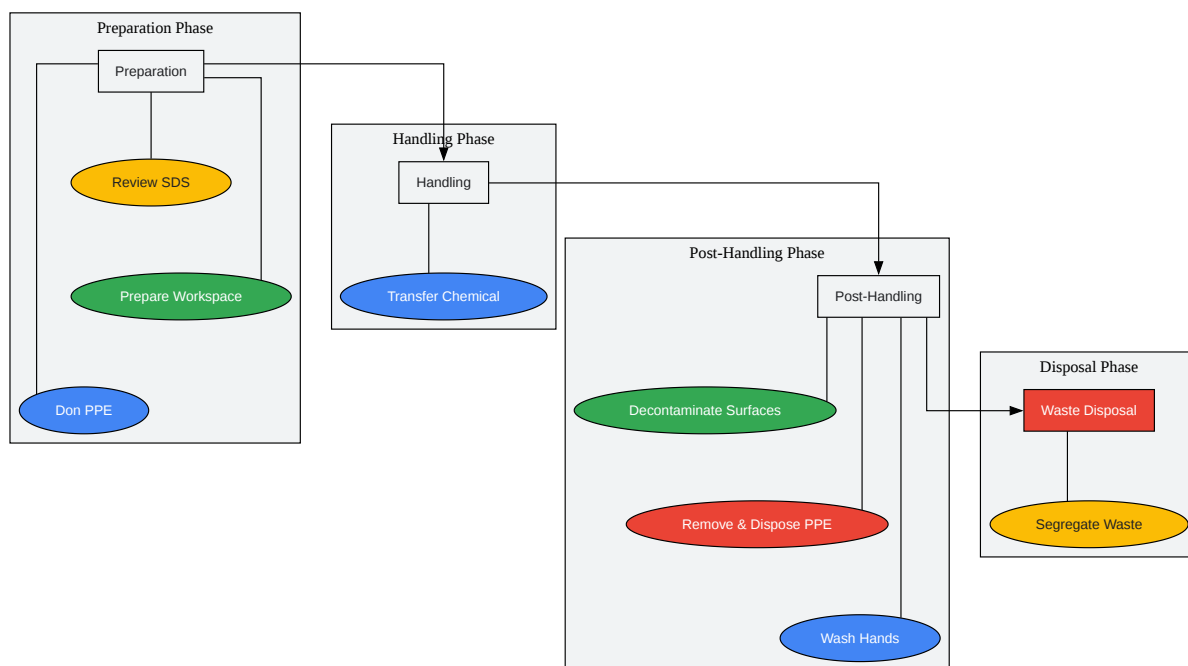 Preparation Phase
Preparation
Review SDS
Prepare Workspace
Don PPE
Handling Phase
Handling
Transfer Chemical
Post-Handling Phase
Post-Handling
Decontaminate Surfaces
Remove & Dispose PPE
Wash Hands
Disposal Phase
Waste Disposal
Segregate Waste